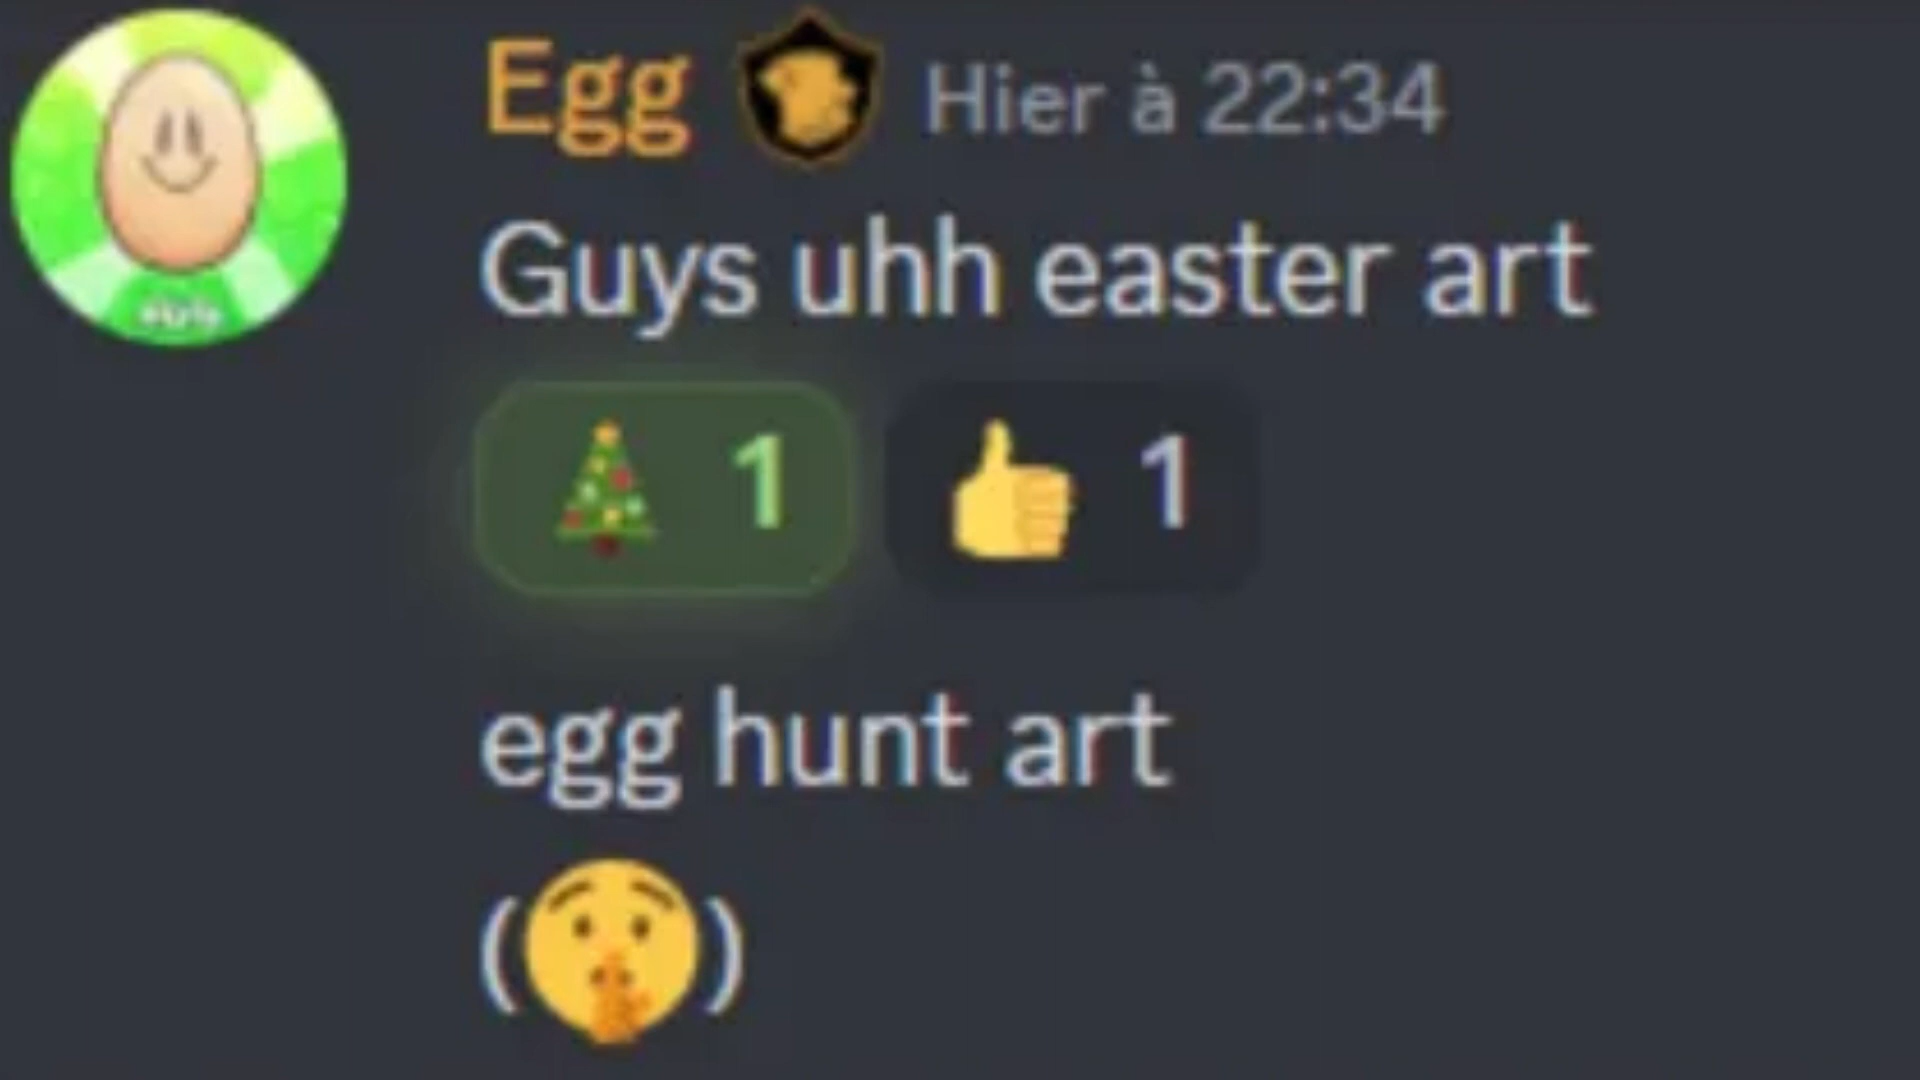 Egg Hier à 22:34
Guys uhh easter art
🎄 1 👍 1
egg hunt art
(🤫)